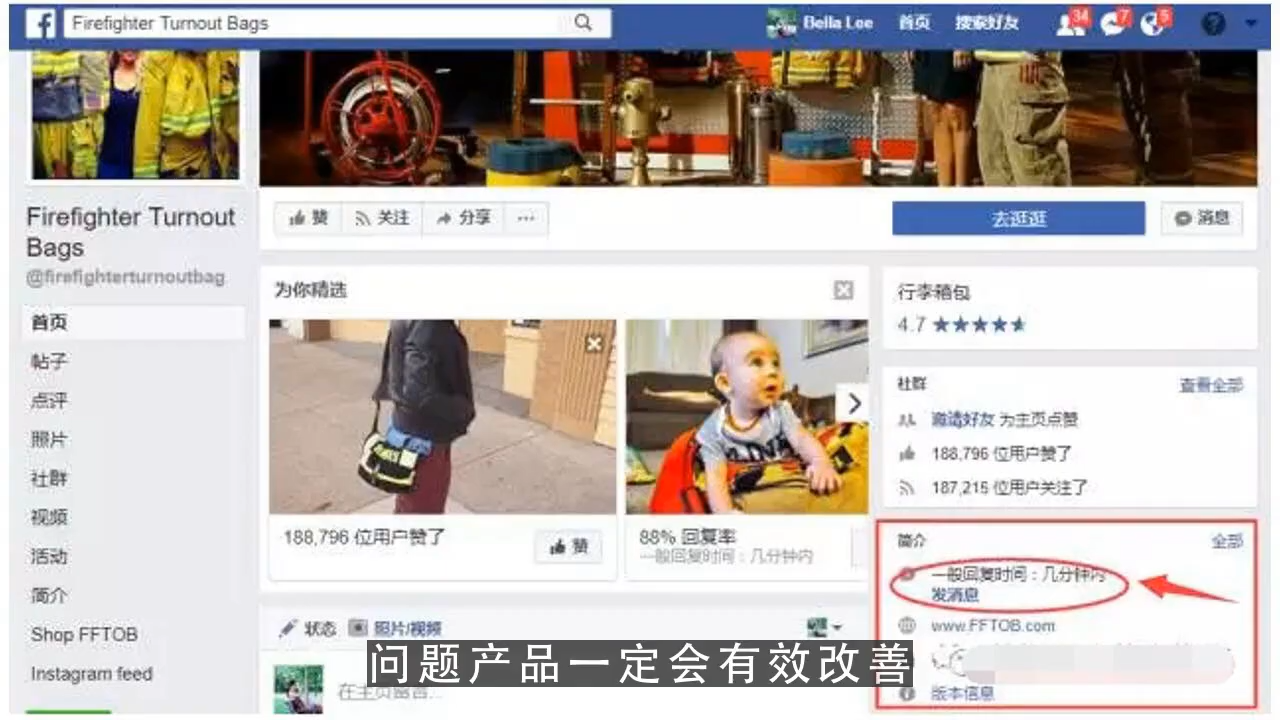 Firefighter Turnout Bags
Bella Lee
首页
搜索好友
34
7
5
Firefighter Turnout
Bags
@firefighterturnoutbag
首页
帖子
点评
照片
社群
视频
活动
简介
Shop FFTOB
Instagram feed
赞
关注
分享
去逛逛
消息
为你精选
188,796 位用户赞了
赞
88% 回复率
一般回复时间：几分钟内
状态
照片/视频
在主页留言...
行李箱包
4.7
社群
查看全部
邀请好友 为主页点赞
188,796 位用户赞了
187,215 位用户关注了
简介
全部
一般回复时间：几分钟内
发消息
www.FFTOB.com
版本信息
问题产品一定会有效改善